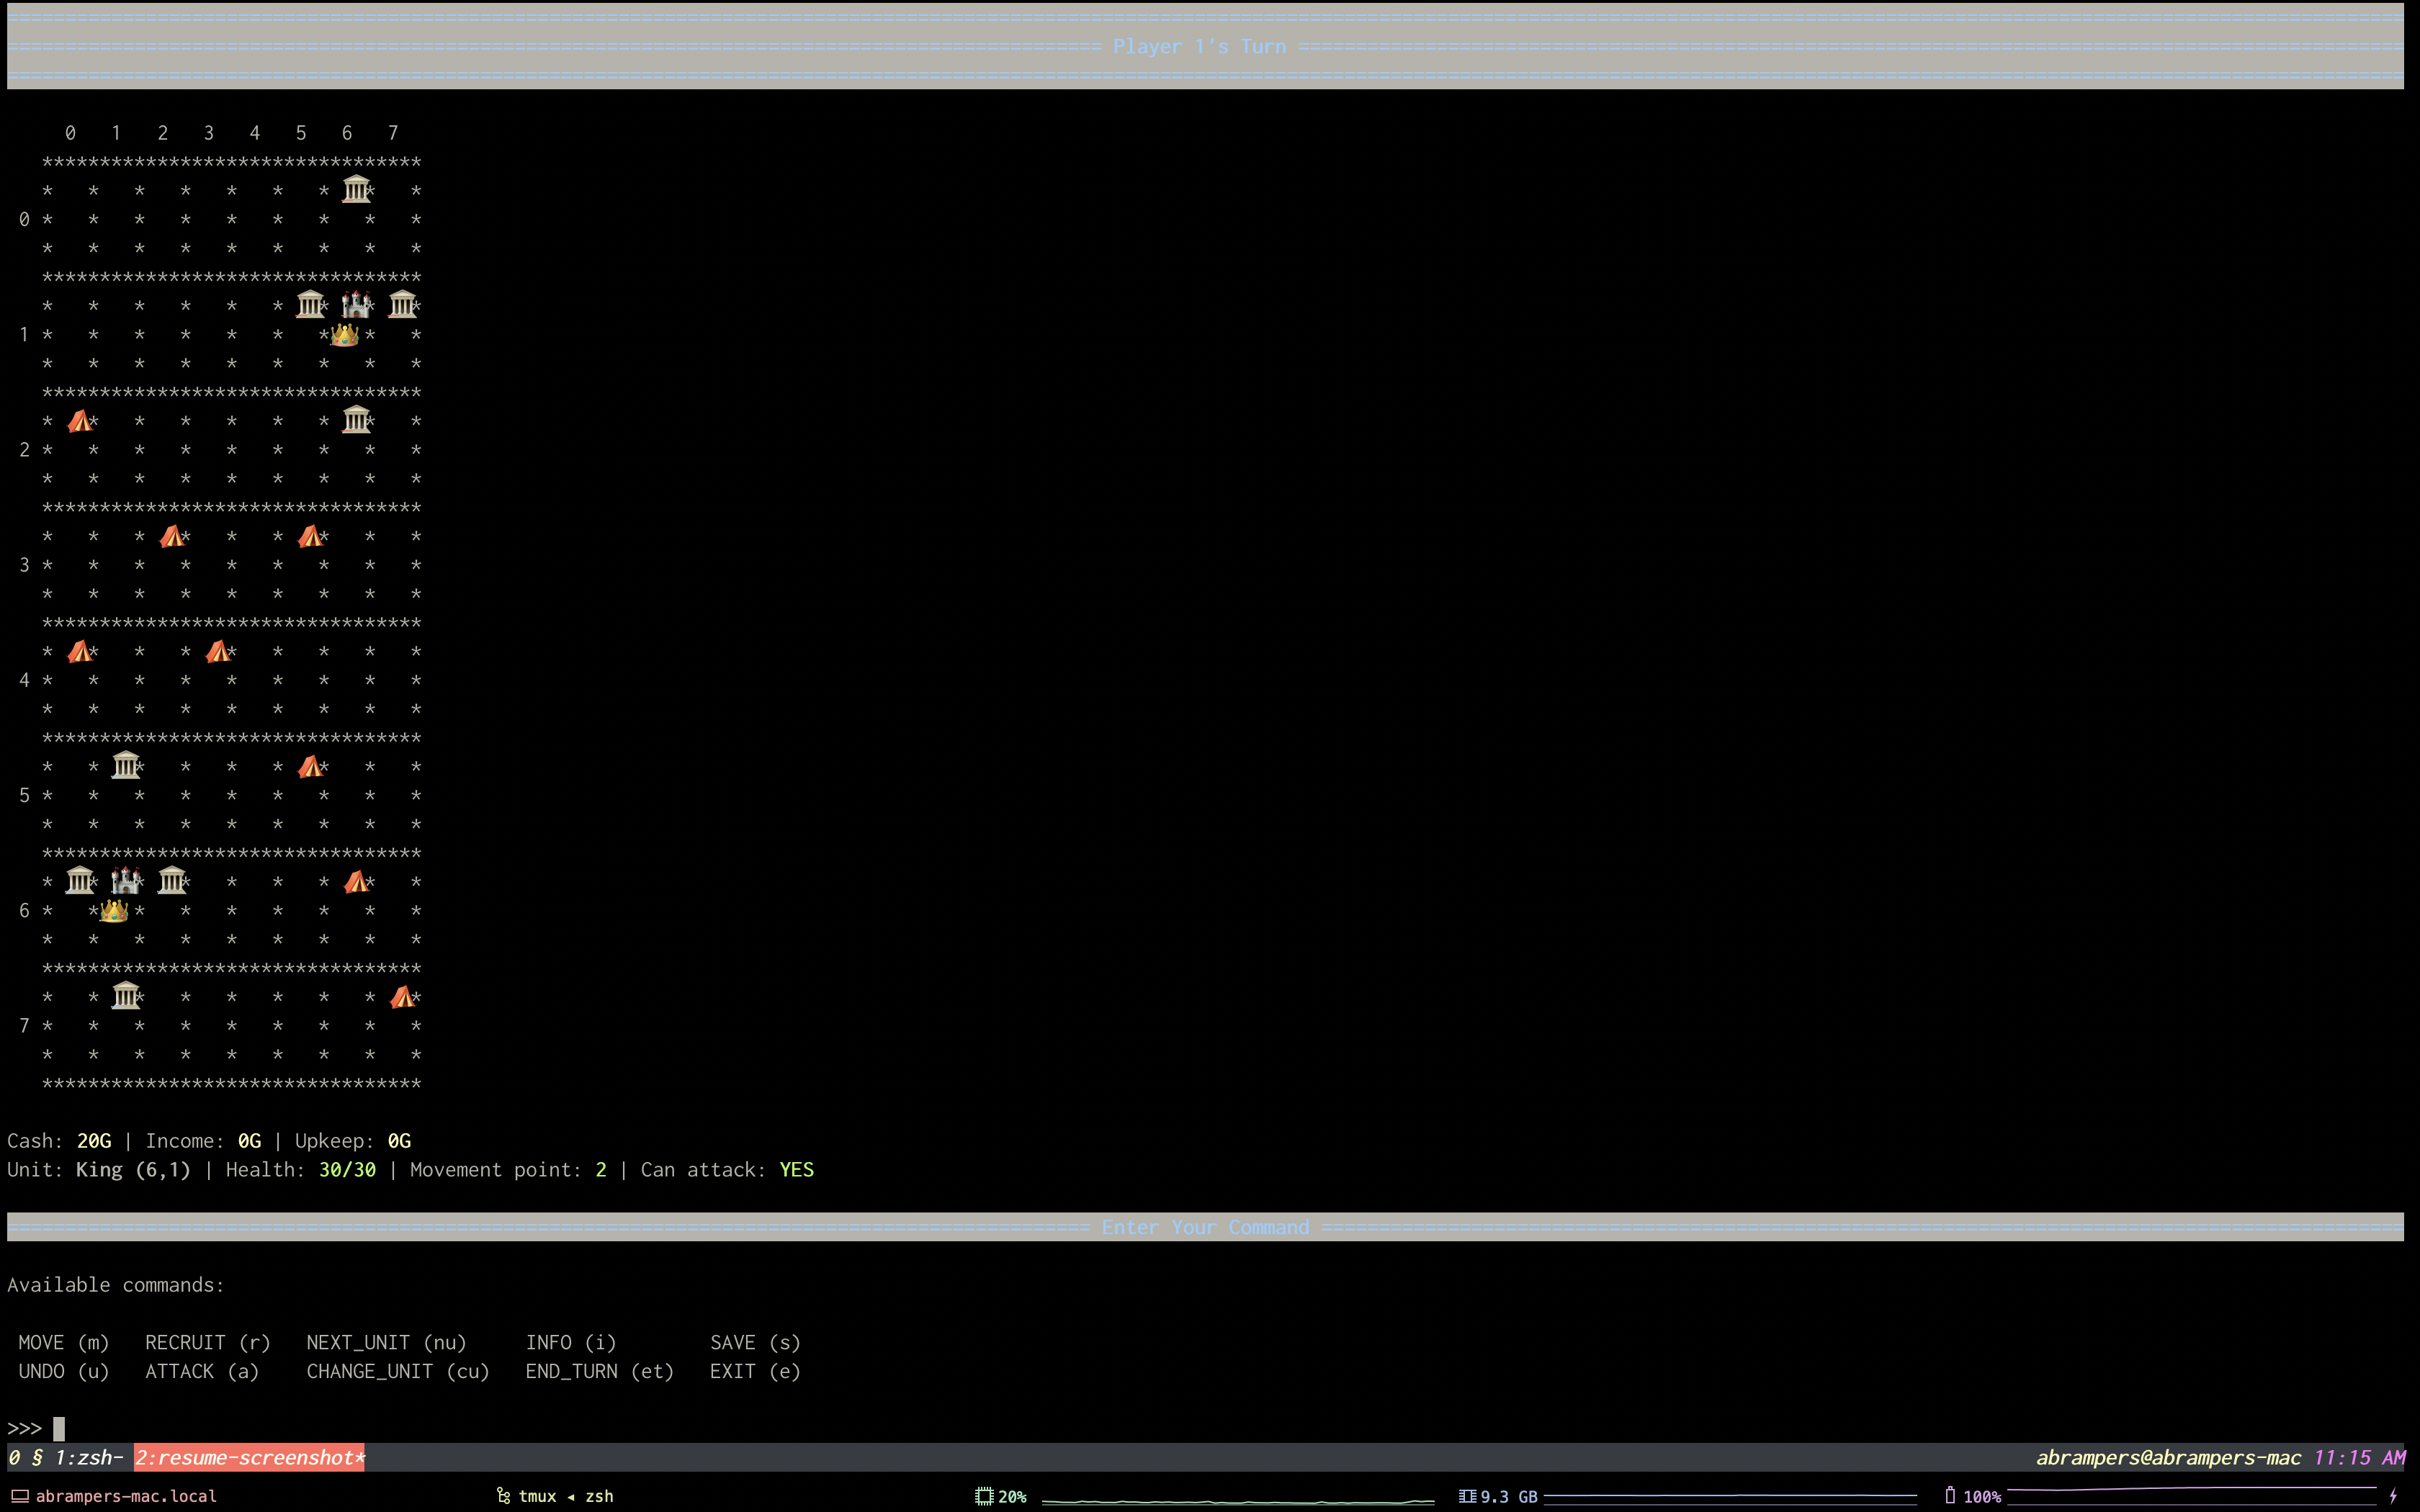 ==================== Player 1's Turn ====================
0 1 2 3 4 5 6 7
0
1
2
3
4
5
6
7
Cash: 20G | Income: 0G | Upkeep: 0G
Unit: King (6,1) | Health: 30/30 | Movement point: 2 | Can attack: YES
==================== Enter Your Command ====================
Available commands:
MOVE (m) RECRUIT (r) NEXT_UNIT (nu) INFO (i) SAVE (s)
UNDO (u) ATTACK (a) CHANGE_UNIT (cu) END_TURN (et) EXIT (e)
>>>
0 § 1:zsh- 2:resume-screenshot* abrampers@abrampers-mac 11:15 AM
abrampers-mac.local tmux ◂ zsh 20% 9.3 GB 100%